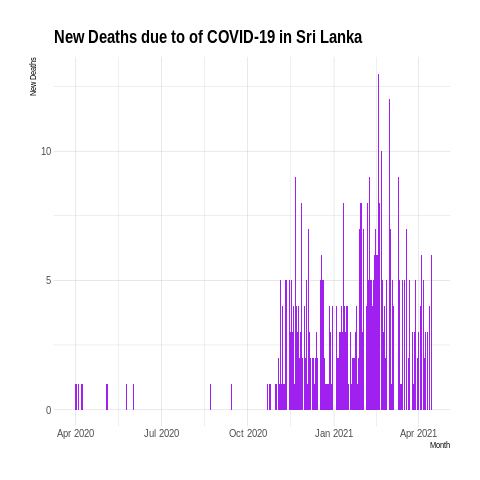 New Deaths due to of COVID-19 in Sri Lanka
New Deaths
10
5
0
Apr 2020 Jul 2020 Oct 2020 Jan 2021 Apr 2021
Month